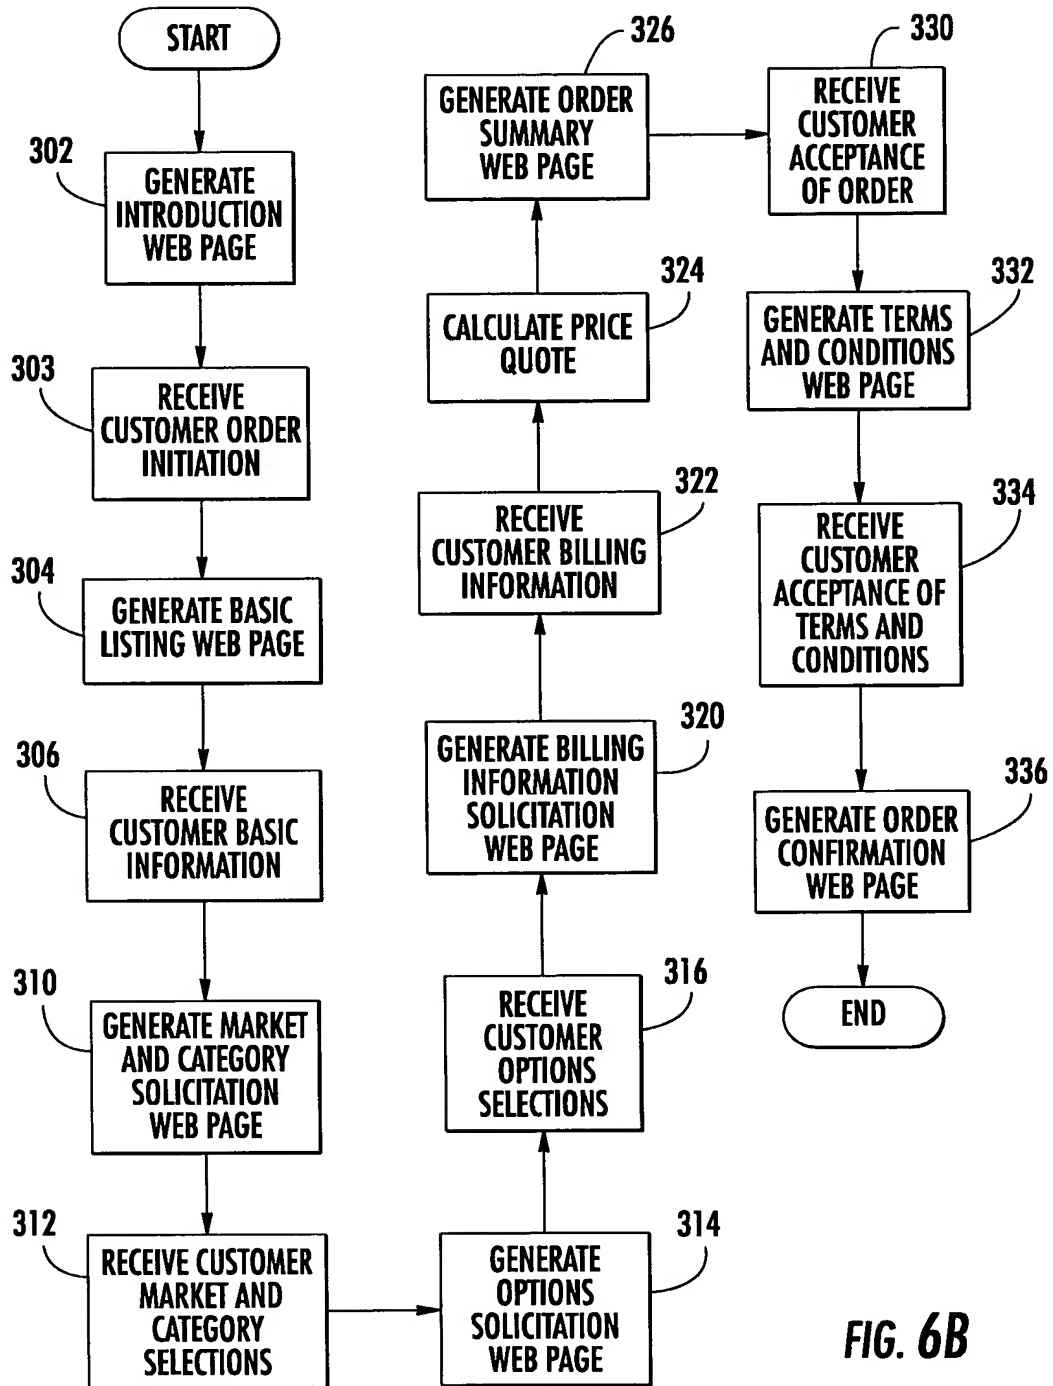 START
302
GENERATE
INTRODUCTION
WEB PAGE
303
RECEIVE
CUSTOMER ORDER
INITIATION
304
GENERATE BASIC
LISTING WEB PAGE
306
RECEIVE
CUSTOMER BASIC
INFORMATION
310
GENERATE MARKET
AND CATEGORY
SOLICITATION
WEB PAGE
312
RECEIVE CUSTOMER
MARKET AND
CATEGORY
SELECTIONS
314
GENERATE
OPTIONS
SOLICITATION
WEB PAGE
316
RECEIVE
CUSTOMER
OPTIONS
SELECTIONS
320
GENERATE BILLING
INFORMATION
SOLICITATION
WEB PAGE
322
RECEIVE
CUSTOMER BILLING
INFORMATION
324
CALCULATE PRICE
QUOTE
326
GENERATE ORDER
SUMMARY
WEB PAGE
330
RECEIVE
CUSTOMER
ACCEPTANCE
OF ORDER
332
GENERATE TERMS
AND CONDITIONS
WEB PAGE
334
RECEIVE
CUSTOMER
ACCEPTANCE OF
TERMS AND
CONDITIONS
336
GENERATE ORDER
CONFIRMATION
WEB PAGE
END
FIG. 6B